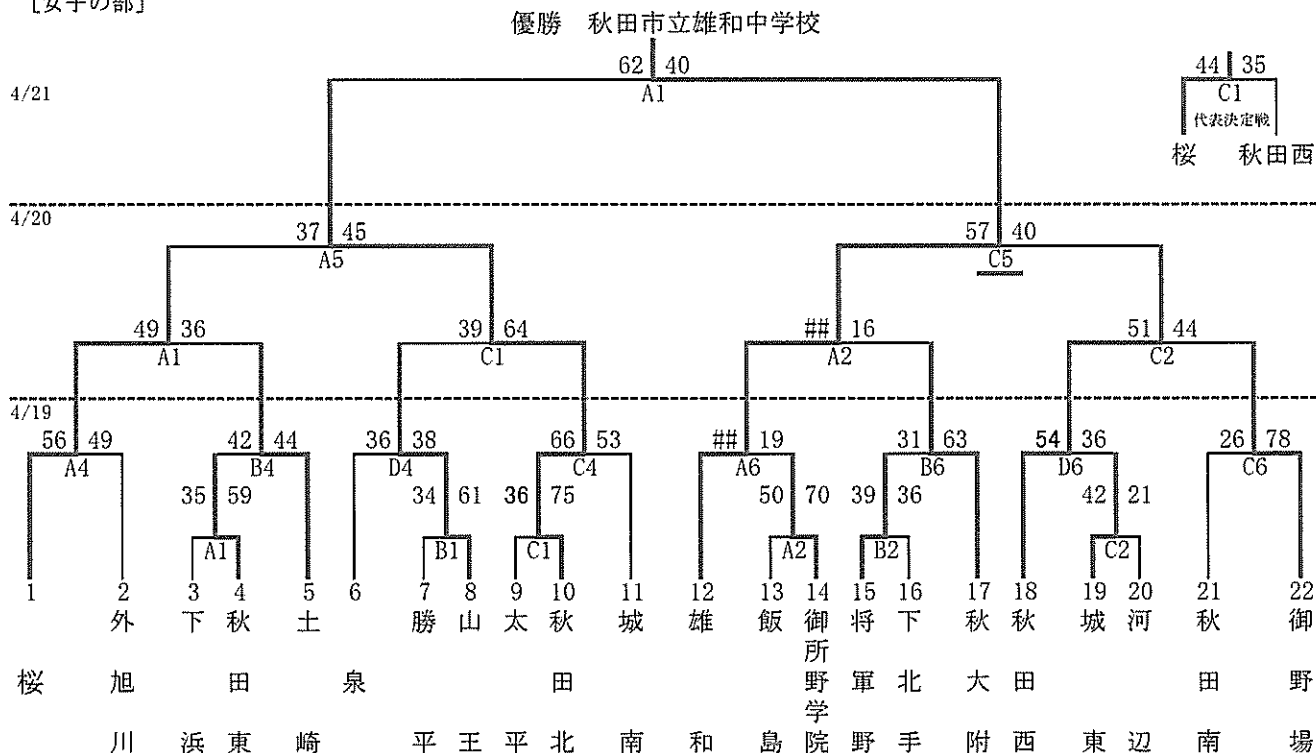 [女子の部]
優勝 秋田市立雄和中学校
62 40
A1
44 35
C1
代表決定戦
桜 秋田西
4/21
4/20
37 45
A5
57 40
C5
49 36
A1
39 64
C1
## 16
A2
51 44
C2
4/19
56 49
A4
42 44
B4
36 38
D4
66 53
C4
## 19
A6
31 63
B6
54 36
D6
26 78
C6
35 59
A1
34 61
B1
36 75
C1
50 70
A2
39 36
B2
42 21
C2
1 2 3 4 5 6 7 8 9 10 11 12 13 14 15 16 17 18 19 20 21 22
桜
外旭川
下浜
秋田東
土崎
泉
勝平
山王
太平
秋田北
城南
雄和
飯島
御所野学院
将軍野
下北手
秋大附
秋田西
城東
河辺
秋田南
御野場